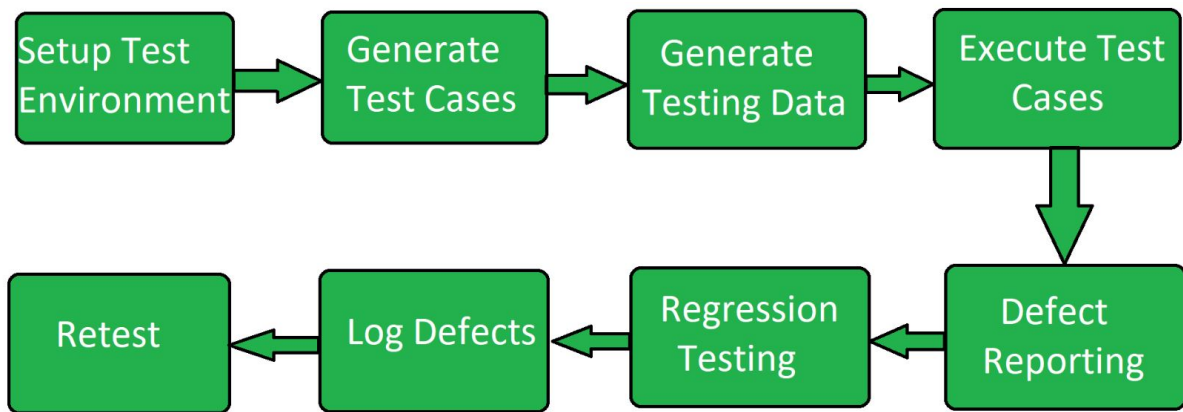 Setup Test
Environment
Generate
Test Cases
Generate
Testing Data
Execute Test
Cases
Defect
Reporting
Regression
Testing
Log Defects
Retest